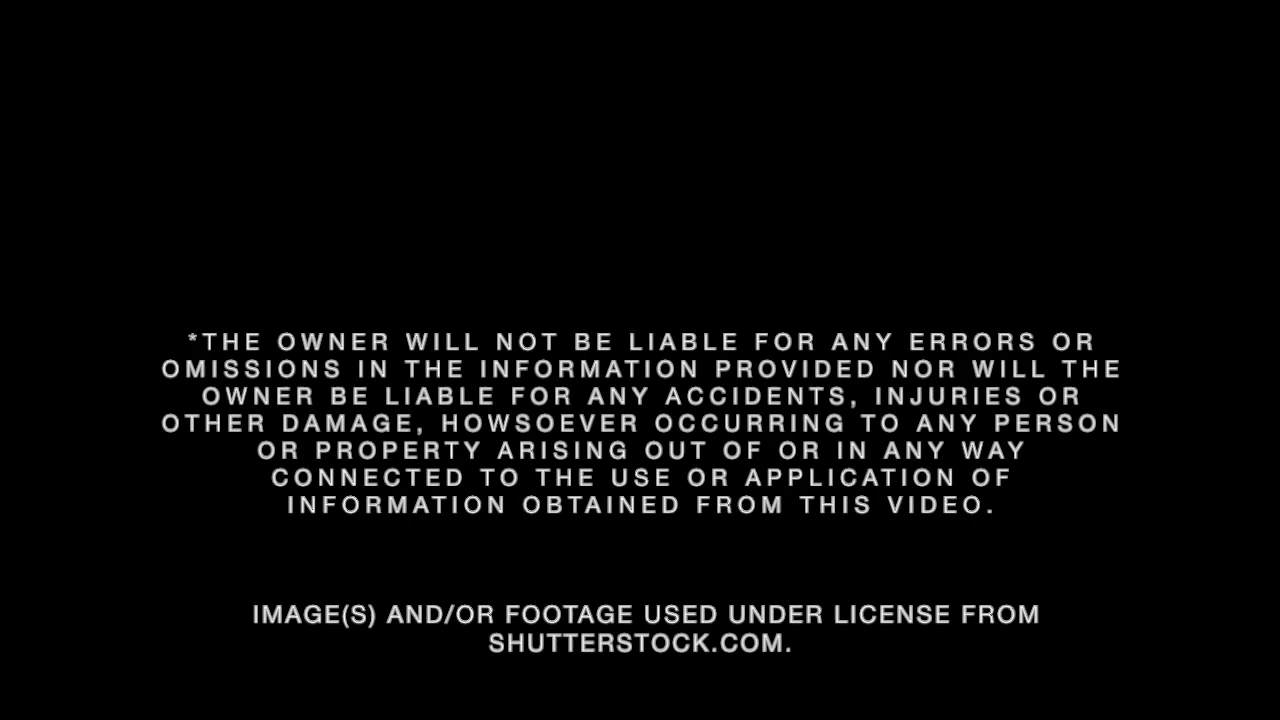 *THE OWNER WILL NOT BE LIABLE FOR ANY ERRORS OR
OMISSIONS IN THE INFORMATION PROVIDED NOR WILL THE
OWNER BE LIABLE FOR ANY ACCIDENTS, INJURIES OR
OTHER DAMAGE, HOWSOEVER OCCURRING TO ANY PERSON
OR PROPERTY ARISING OUT OF OR IN ANY WAY
CONNECTED TO THE USE OR APPLICATION OF
INFORMATION OBTAINED FROM THIS VIDEO.
IMAGE(S) AND/OR FOOTAGE USED UNDER LICENSE FROM
SHUTTERSTOCK.COM.